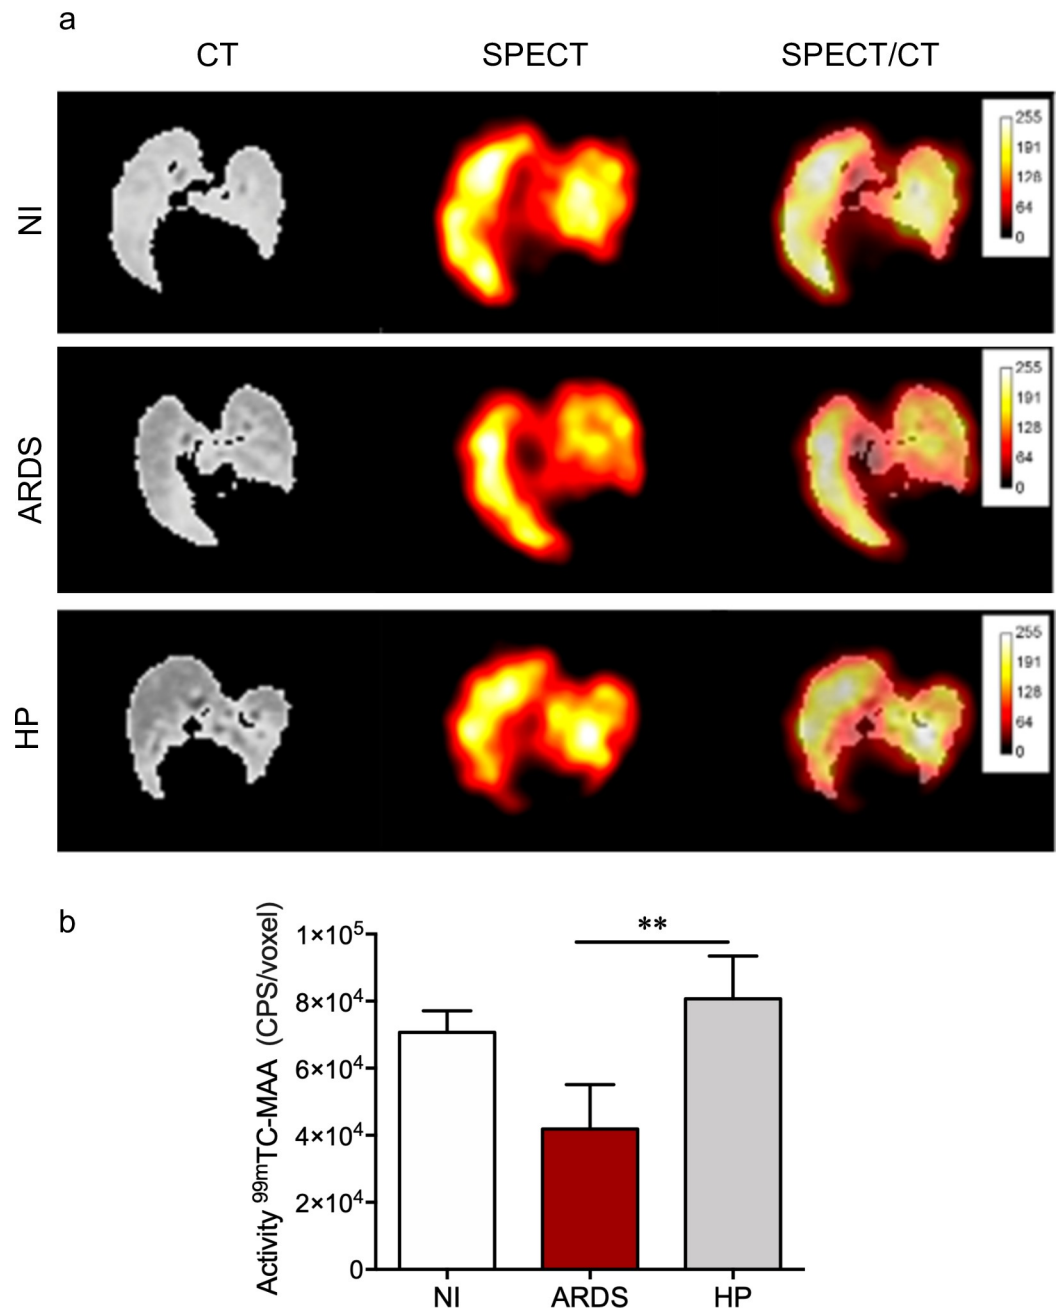 a
CT SPECT SPECT/CT
NI
255
191
128
64
0
ARDS
255
191
128
64
0
HP
255
191
128
64
0
b
Activity ⁹⁹ᵐTC-MAA (CPS/voxel)
**
1×10⁵
8×10⁴
6×10⁴
4×10⁴
2×10⁴
0
NI ARDS HP